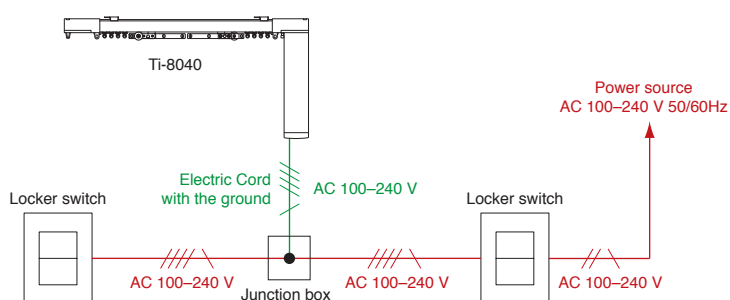 Ti-8040
Power source
AC 100–240 V 50/60Hz
Electric Cord
with the ground
AC 100–240 V
Locker switch
Locker switch
AC 100–240 V
AC 100–240 V
AC 100–240 V
Junction box